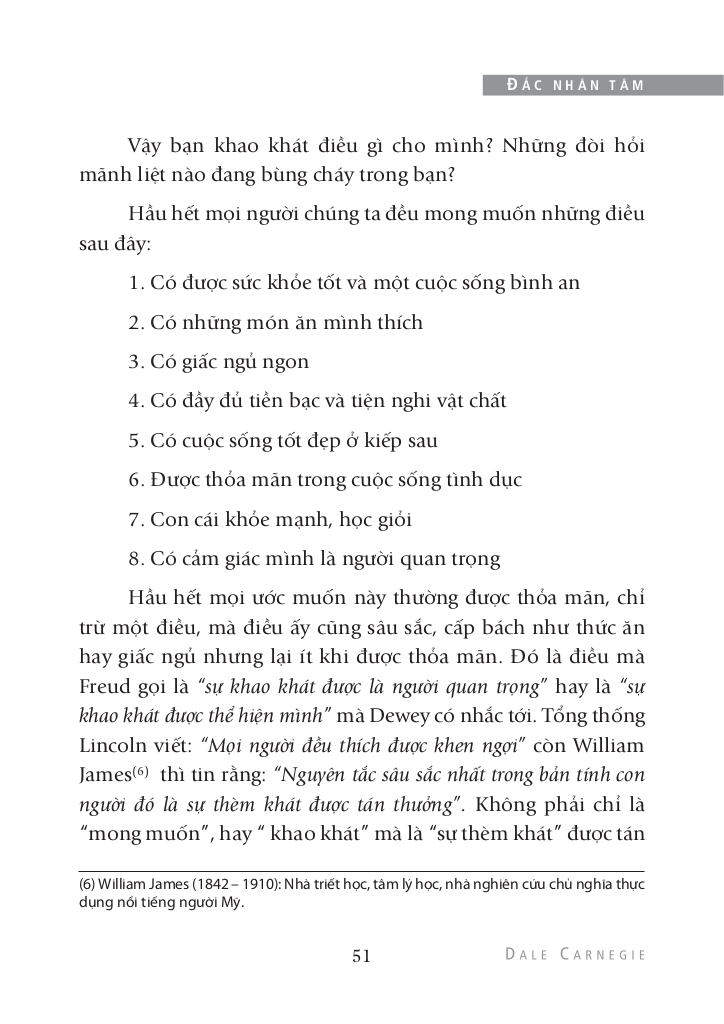 ĐẮC NHÂN TÂM
Vậy bạn khao khát điều gì cho mình? Những đòi hỏi
mãnh liệt nào đang bùng cháy trong bạn?
Hầu hết mọi người chúng ta đều mong muốn những điều
sau đây:
1. Có được sức khỏe tốt và một cuộc sống bình an
2. Có những món ăn mình thích
3. Có giấc ngủ ngon
4. Có đầy đủ tiền bạc và tiện nghi vật chất
5. Có cuộc sống tốt đẹp ở kiếp sau
6. Được thỏa mãn trong cuộc sống tình dục
7. Con cái khỏe mạnh, học giỏi
8. Có cảm giác mình là người quan trọng
Hầu hết mọi ước muốn này thường được thỏa mãn, chỉ
trừ một điều, mà điều ấy cũng sâu sắc, cấp bách như thức ăn
hay giấc ngủ nhưng lại ít khi được thỏa mãn. Đó là điều mà
Freud gọi là “sự khao khát được là người quan trọng” hay là “sự
khao khát được thể hiện mình” mà Dewey có nhắc tới. Tổng thống
Lincoln viết: “Mọi người đều thích được khen ngợi” còn William
James(6) thì tin rằng: “Nguyên tắc sâu sắc nhất trong bản tính con
người đó là sự thèm khát được tán thưởng”. Không phải chỉ là
“mong muốn”, hay “ khao khát” mà là “sự thèm khát” được tán
(6) William James (1842 – 1910): Nhà triết học, tâm lý học, nhà nghiên cứu chủ nghĩa thực
dụng nổi tiếng người Mỹ.
51 DALE CARNEGIE